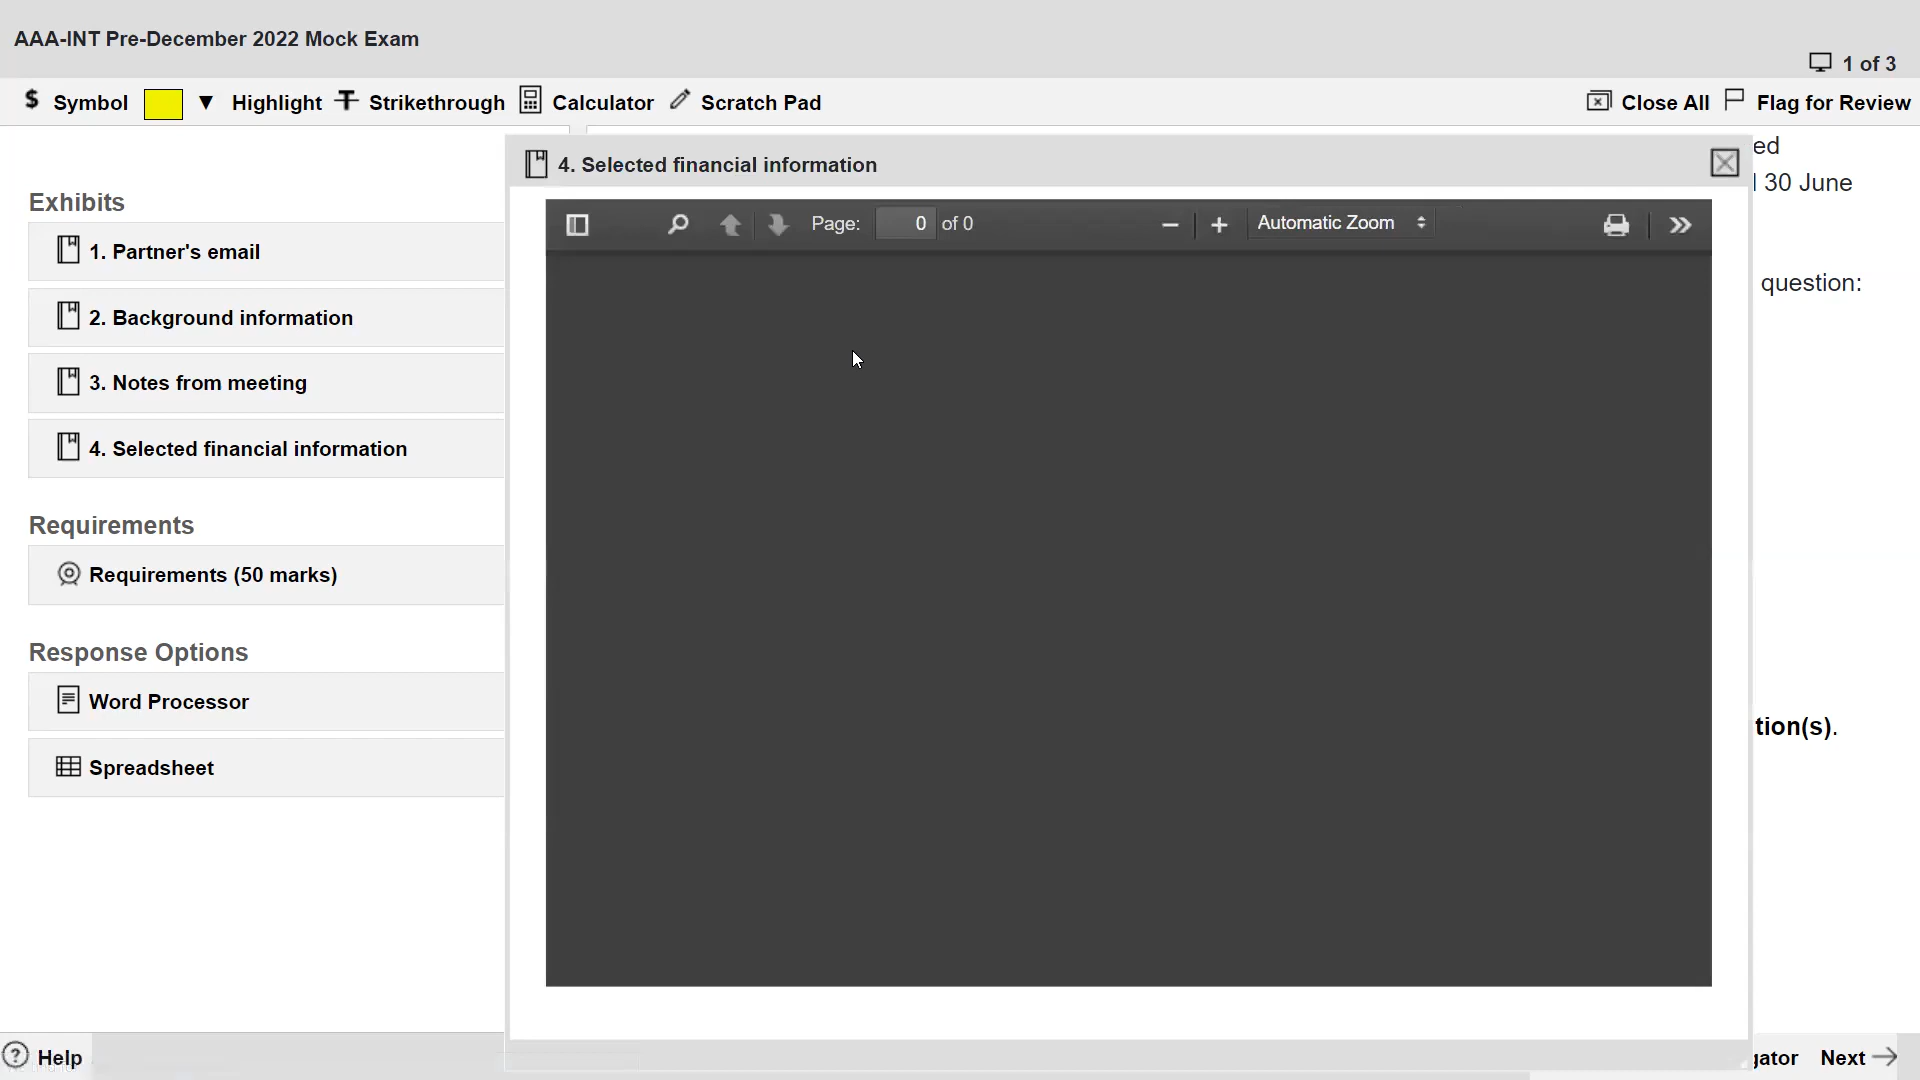 AAA-INT Pre-December 2022 Mock Exam
1 of 3
$ Symbol ▼ Highlight Strikethrough Calculator Scratch Pad Close All Flag for Review
4. Selected financial information
ed
30 June
Page: 0 of 0 − + Automatic Zoom
question:
Exhibits
1. Partner's email
2. Background information
3. Notes from meeting
4. Selected financial information
Requirements
Requirements (50 marks)
Response Options
Word Processor
tion(s).
Spreadsheet
Help
gator Next